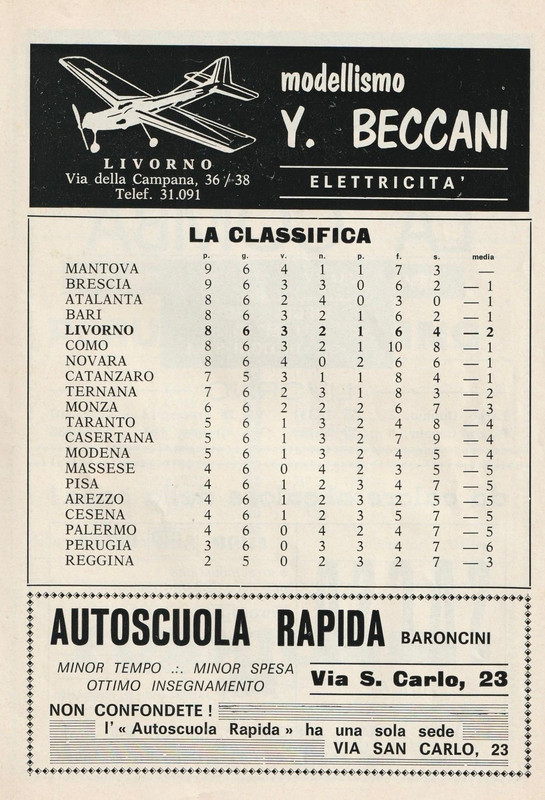 modellismo
Y. BECCANI
ELETTRICITA'
LIVORNO
Via della Campana, 36/38
Telef. 31.091
LA CLASSIFICA
p. g. v. n. p. f. s. media
MANTOVA 9 6 4 1 1 7 3 —
BRESCIA 9 6 3 3 0 6 2 — 1
ATALANTA 8 6 2 4 0 3 0 — 1
BARI 8 6 3 2 1 6 2 — 1
LIVORNO 8 6 3 2 1 6 4 — 2
COMO 8 6 3 2 1 10 8 — 1
NOVARA 8 6 4 0 2 6 6 — 1
CATANZARO 7 5 3 1 1 8 4 — 1
TERNANA 7 6 2 3 1 8 3 — 2
MONZA 6 6 2 2 2 6 7 — 3
TARANTO 5 6 1 3 2 4 8 — 4
CASERTANA 5 6 1 3 2 7 9 — 4
MODENA 5 6 1 3 2 4 5 — 4
MASSESE 4 6 0 4 2 3 5 — 5
PISA 4 6 1 2 3 4 7 — 5
AREZZO 4 6 1 2 3 2 5 — 5
CESENA 4 6 1 2 3 5 7 — 5
PALERMO 4 6 0 4 2 4 7 — 5
PERUGIA 3 6 0 3 3 4 7 — 6
REGGINA 2 5 0 2 3 2 7 — 3
AUTOSCUOLA RAPIDA BARONCINI
MINOR TEMPO .:. MINOR SPESA
OTTIMO INSEGNAMENTO
Via S. Carlo, 23
NON CONFONDETE !
l' « Autoscuola Rapida » ha una sola sede
VIA SAN CARLO, 23